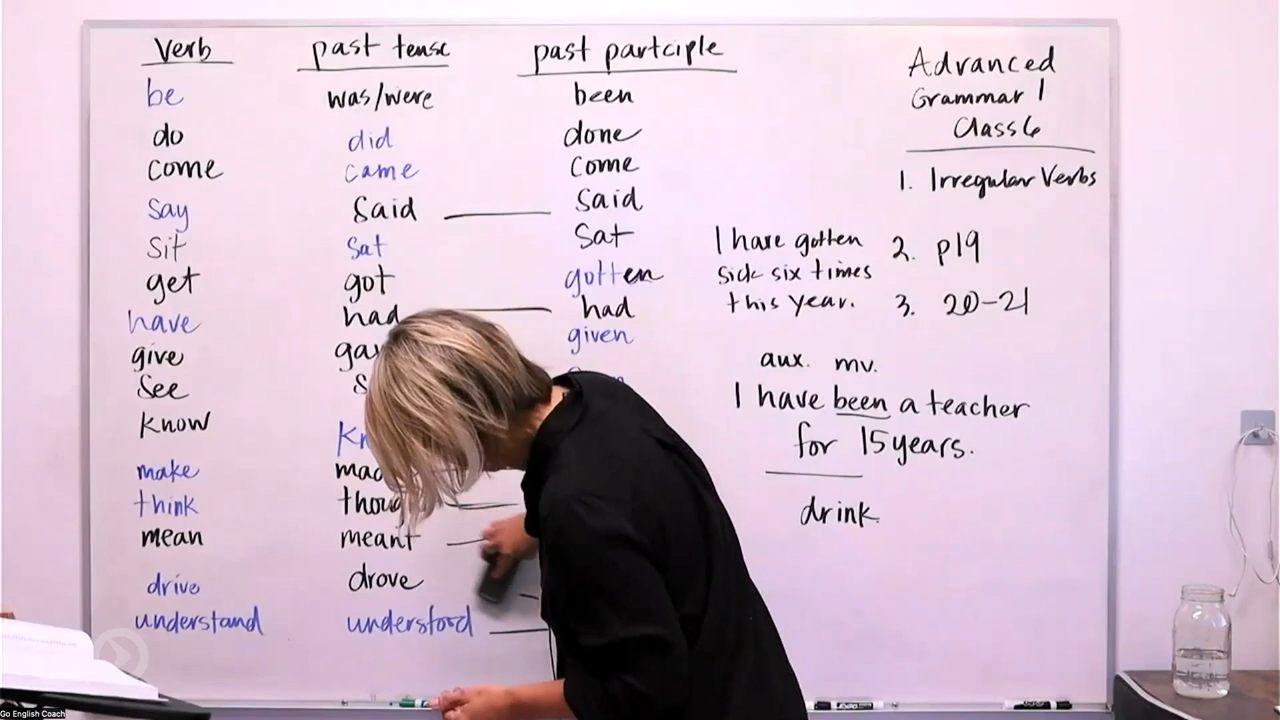 Verb past tense past partciple
be was/were been
do did done
come came come
say said said
sit sat sat
get got gotten
have had had
give given
see
know
make
think
mean meant
drive drove
understand understood
Advanced
Grammar 1
Class 6
1. Irregular Verbs
2. p19
3. 20-21
I have gotten
sick six times
this year.
aux. mv.
I have been a teacher
for 15 years.
drink.
EXPO
Go English Coach